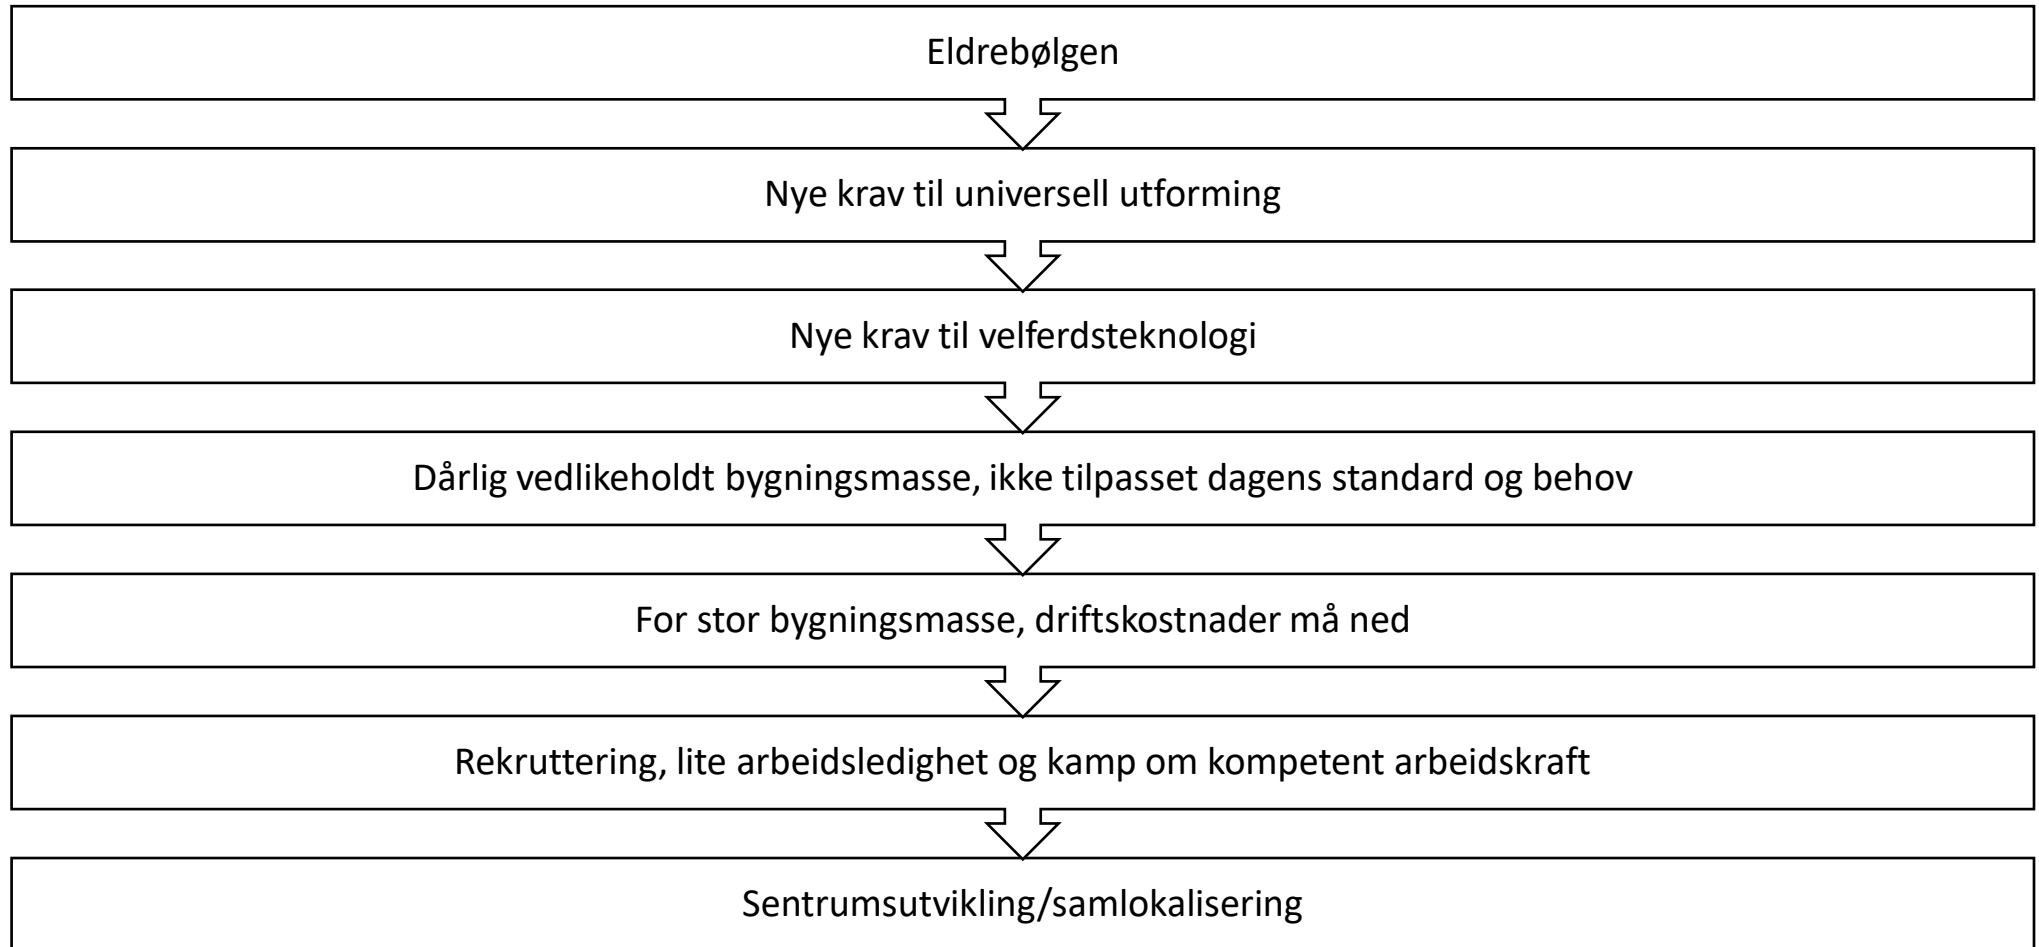 Eldrebølgen
Nye krav til universell utforming
Nye krav til velferdsteknologi
Dårlig vedlikeholdt bygningsmasse, ikke tilpasset dagens standard og behov
For stor bygningsmasse, driftskostnader må ned
Rekruttering, lite arbeidsledighet og kamp om kompetent arbeidskraft
Sentrumsutvikling/samlokalisering